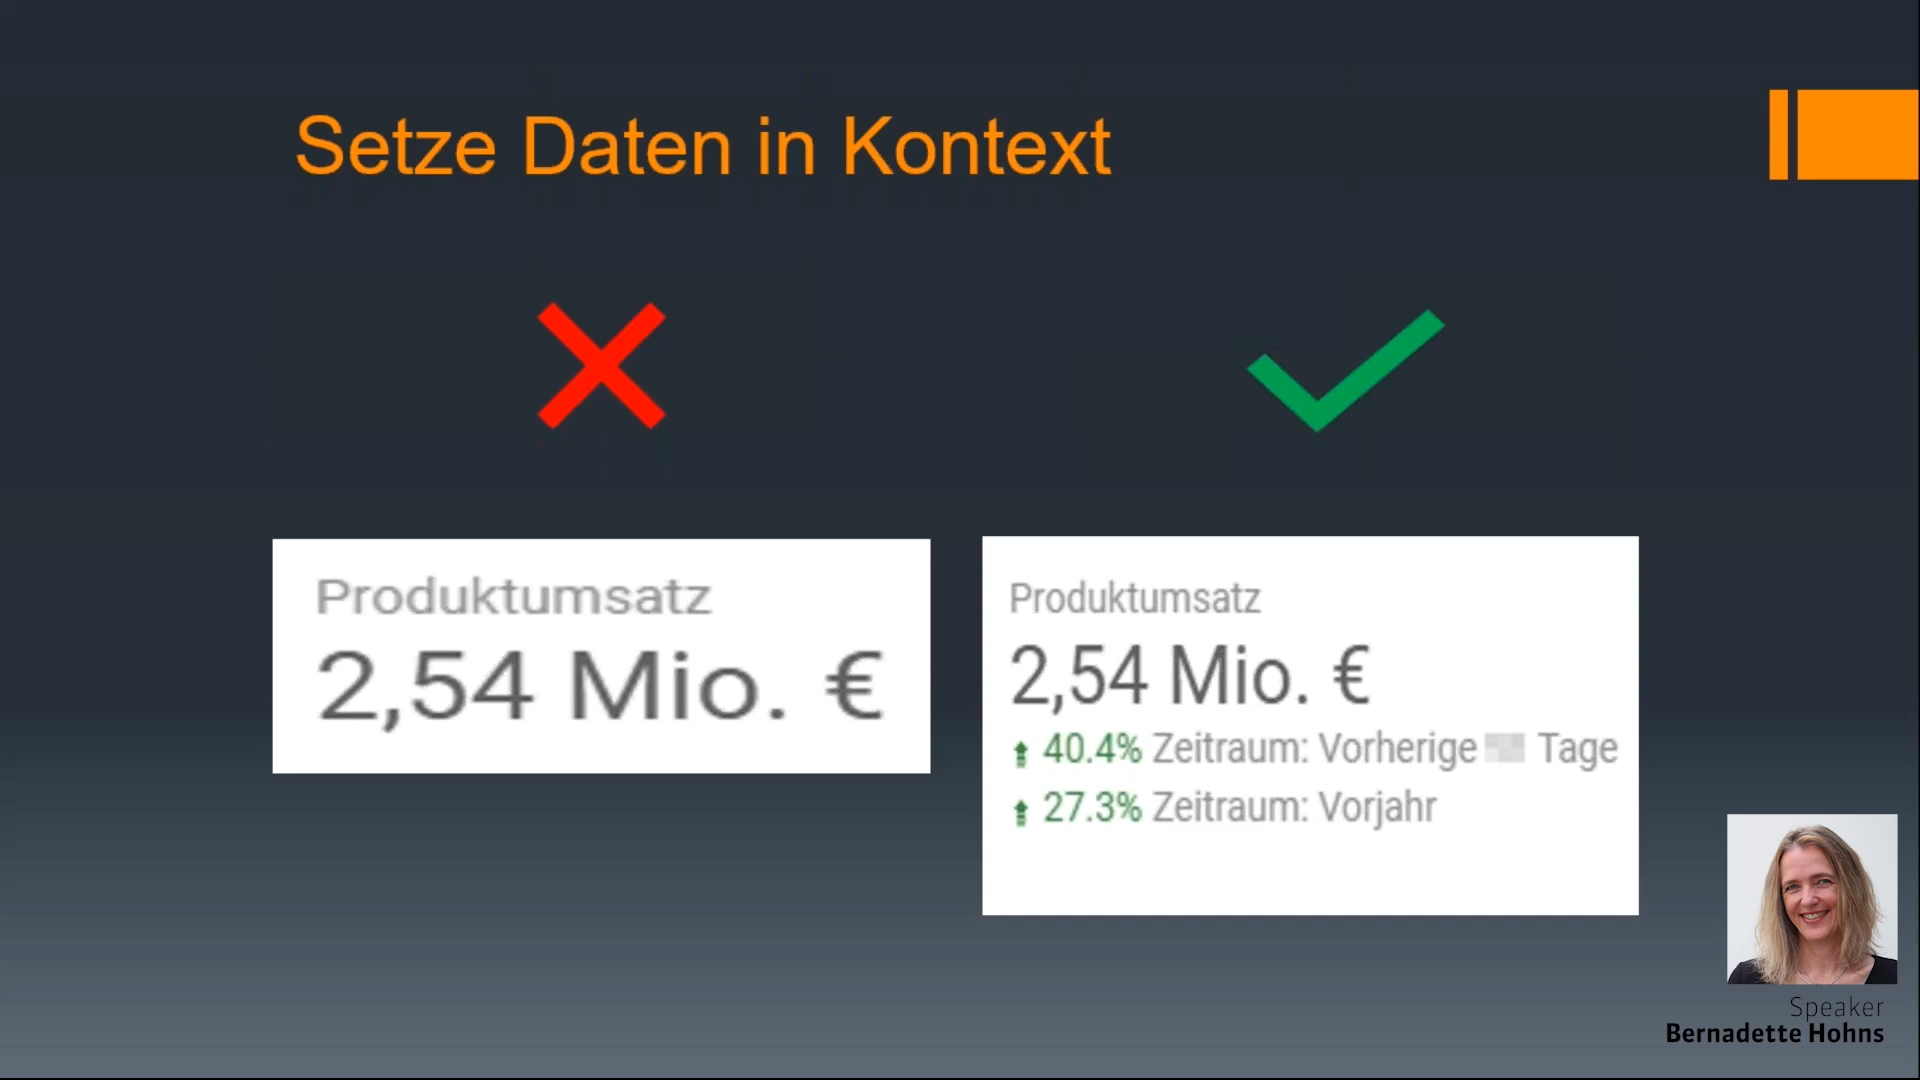 Setze Daten in Kontext
Produktumsatz
2,54 Mio. €
Produktumsatz
2,54 Mio. €
40.4% Zeitraum: Vorherige Tage
27.3% Zeitraum: Vorjahr
Speaker
Bernadette Hohns